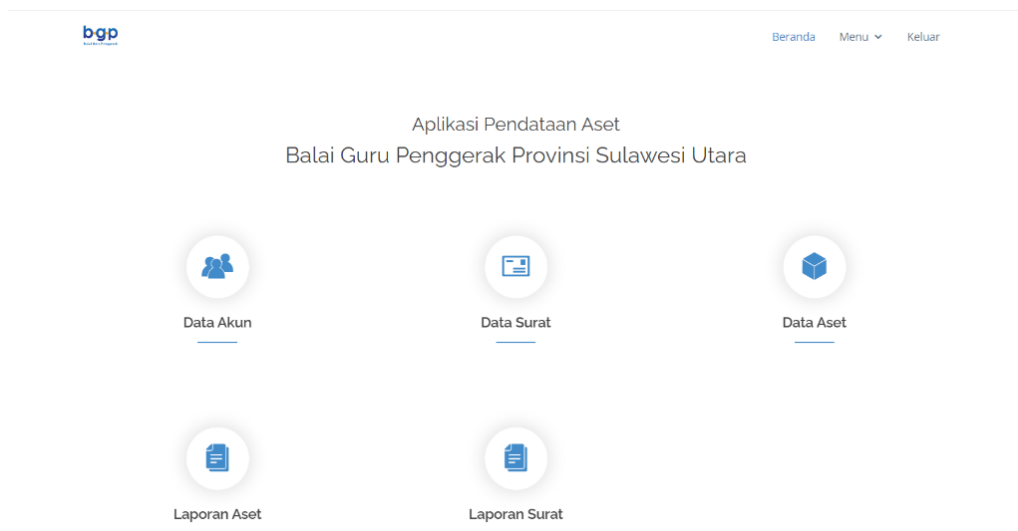 bgp
Beranda Menu Keluar
Aplikasi Pendataan Aset
Balai Guru Penggerak Provinsi Sulawesi Utara
Data Akun Data Surat Data Aset
Laporan Aset Laporan Surat